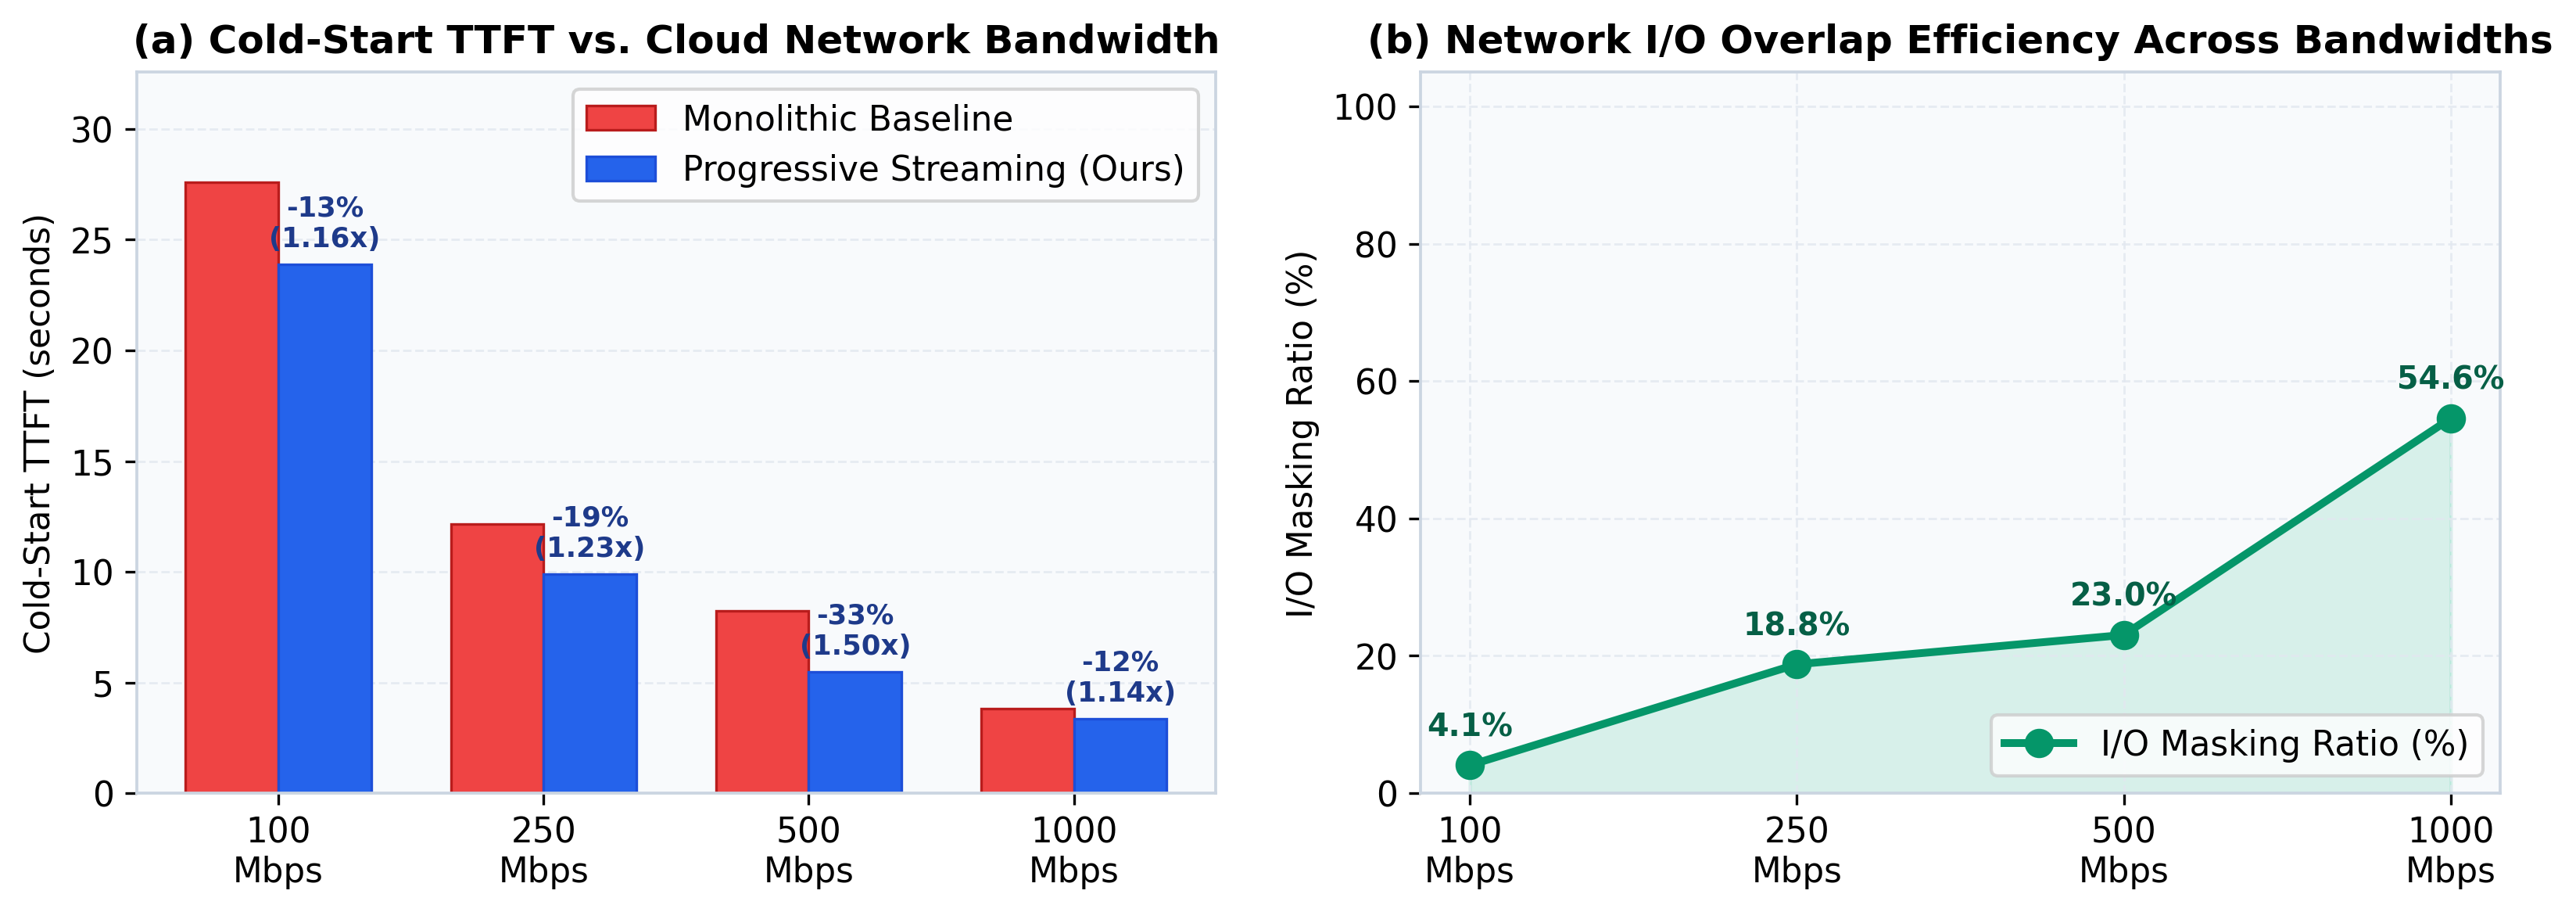 (a) Cold-Start TTFT vs. Cloud Network Bandwidth
Cold-Start TTFT (seconds)
30
25
20
15
10
5
0
Monolithic Baseline
Progressive Streaming (Ours)
-13%
(1.16x)
-19%
(1.23x)
-33%
(1.50x)
-12%
(1.14x)
100
Mbps
250
Mbps
500
Mbps
1000
Mbps
(b) Network I/O Overlap Efficiency Across Bandwidths
I/O Masking Ratio (%)
100
80
60
40
20
0
4.1%
18.8%
23.0%
54.6%
I/O Masking Ratio (%)
100
Mbps
250
Mbps
500
Mbps
1000
Mbps